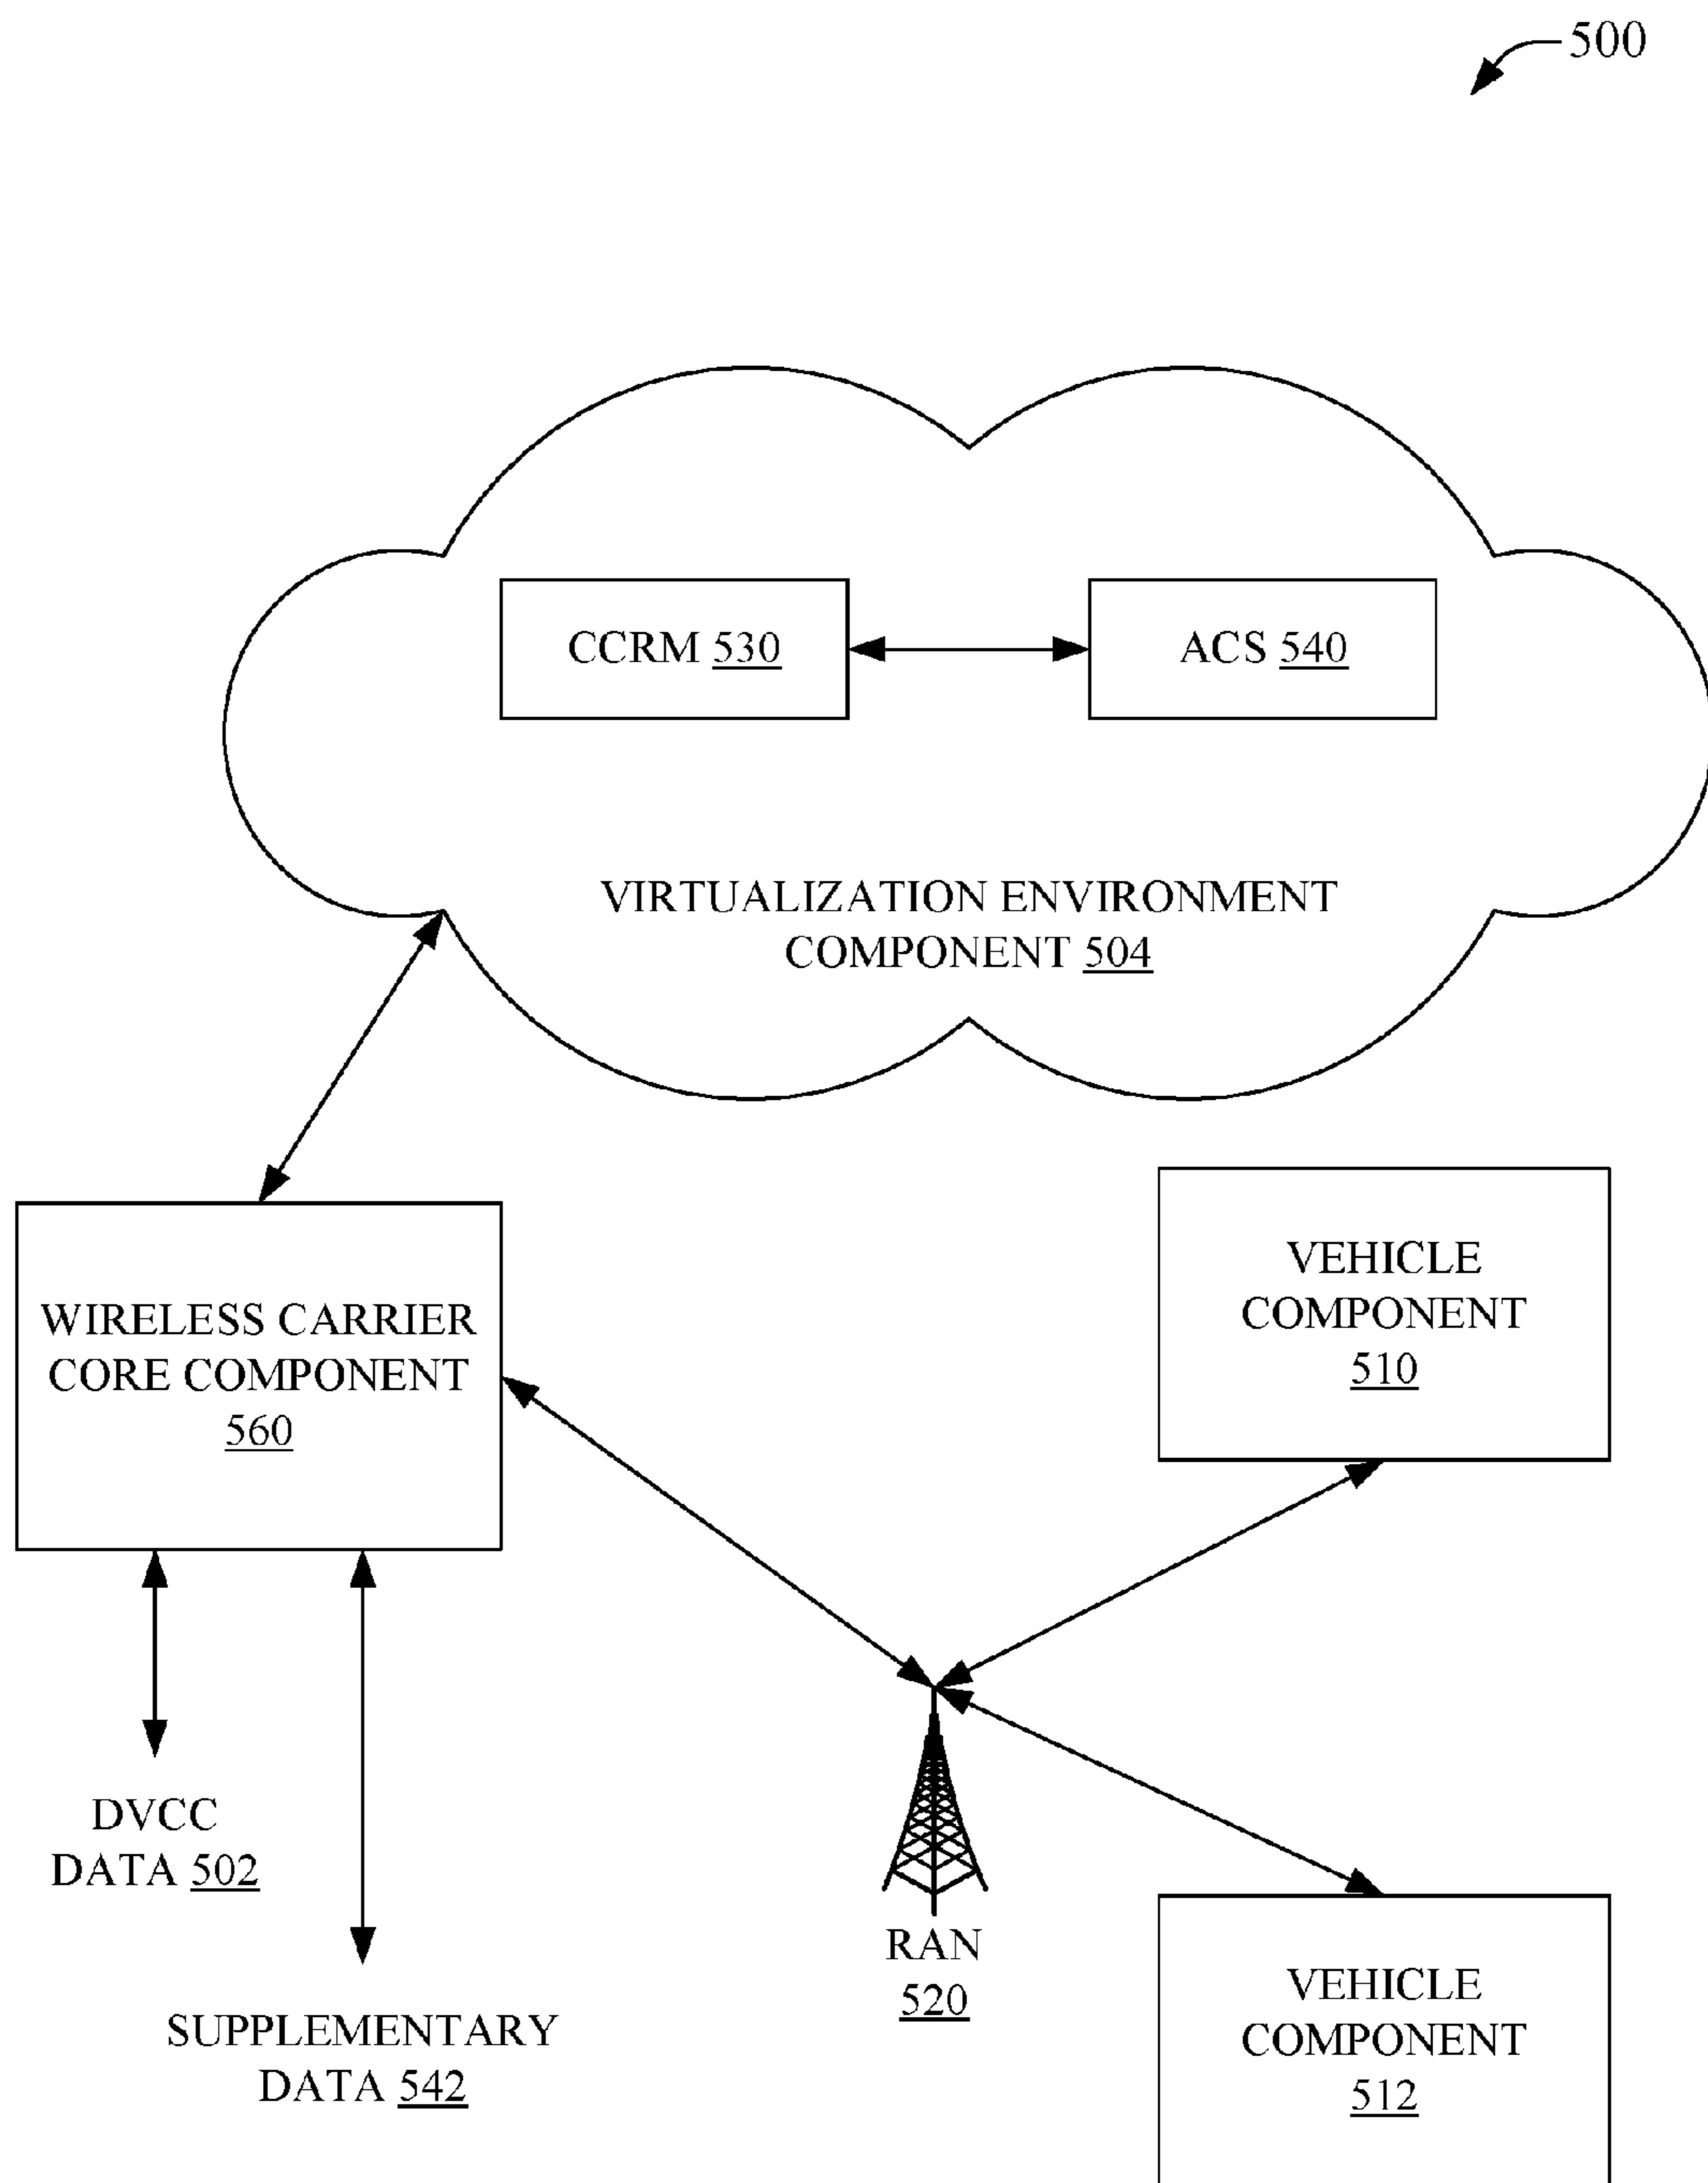 500
CCRM 530
ACS 540
VIRTUALIZATION ENVIRONMENT
COMPONENT 504
WIRELESS CARRIER
CORE COMPONENT
560
VEHICLE
COMPONENT
510
DVCC
DATA 502
SUPPLEMENTARY
DATA 542
RAN
520
VEHICLE
COMPONENT
512